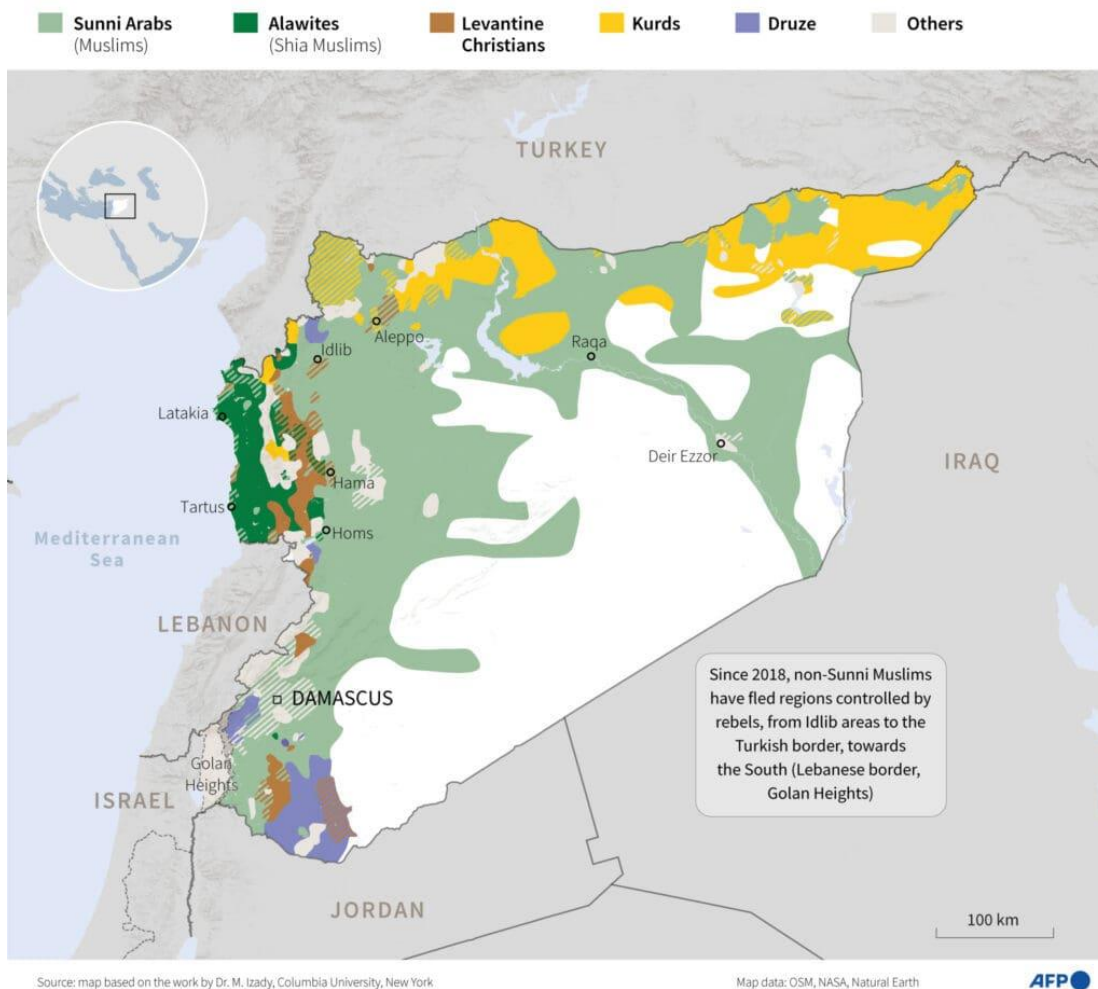 Sunni Arabs
(Muslims)
Alawites
(Shia Muslims)
Levantine
Christians
Kurds
Druze
Others
TURKEY
Aleppo
Idlib
Raqa
Latakia
Deir Ezzor
IRAQ
Hama
Tartus
Homs
Mediterranean
Sea
LEBANON
DAMASCUS
Since 2018, non-Sunni Muslims
have fled regions controlled by
rebels, from Idlib areas to the
Turkish border, towards
the South (Lebanese border,
Golan Heights)
Golan
Heights
ISRAEL
JORDAN
100 km
Source: map based on the work by Dr. M. Izady, Columbia University, New York
Map data: OSM, NASA, Natural Earth
AFP